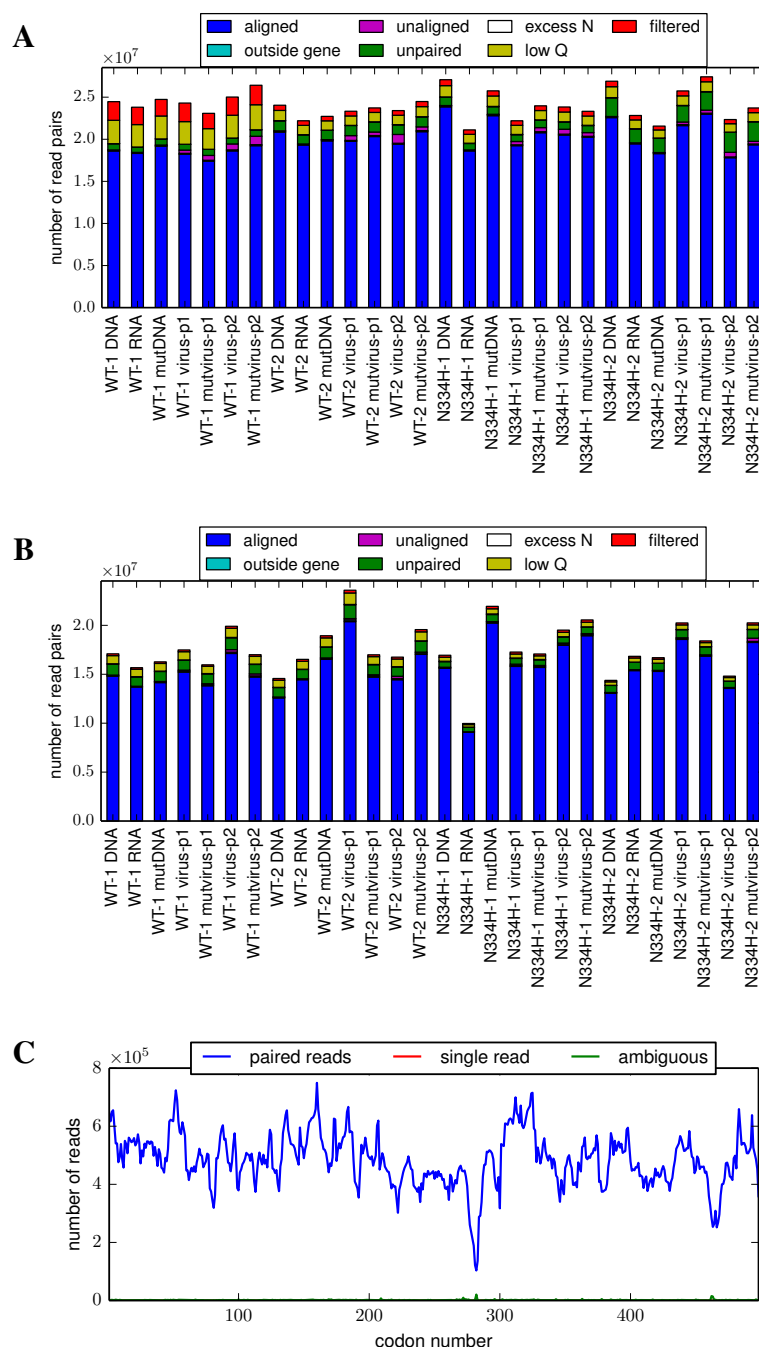 A
aligned
unaligned
excess N
filtered
outside gene
unpaired
low Q
×10⁷
number of read pairs
2.5
2.0
1.5
1.0
0.5
0.0
WT-1 DNA
WT-1 RNA
WT-1 mutDNA
WT-1 virus-p1
WT-1 mutvirus-p1
WT-1 virus-p2
WT-1 mutvirus-p2
WT-2 DNA
WT-2 RNA
WT-2 mutDNA
WT-2 virus-p1
WT-2 mutvirus-p1
WT-2 virus-p2
WT-2 mutvirus-p2
N334H-1 DNA
N334H-1 RNA
N334H-1 mutDNA
N334H-1 virus-p1
N334H-1 mutvirus-p1
N334H-1 virus-p2
N334H-1 mutvirus-p2
N334H-2 DNA
N334H-2 RNA
N334H-2 mutDNA
N334H-2 virus-p1
N334H-2 mutvirus-p1
N334H-2 virus-p2
N334H-2 mutvirus-p2
B
aligned
unaligned
excess N
filtered
outside gene
unpaired
low Q
×10⁷
number of read pairs
2.0
1.5
1.0
0.5
0.0
WT-1 DNA
WT-1 RNA
WT-1 mutDNA
WT-1 virus-p1
WT-1 mutvirus-p1
WT-1 virus-p2
WT-1 mutvirus-p2
WT-2 DNA
WT-2 RNA
WT-2 mutDNA
WT-2 virus-p1
WT-2 mutvirus-p1
WT-2 virus-p2
WT-2 mutvirus-p2
N334H-1 DNA
N334H-1 RNA
N334H-1 mutDNA
N334H-1 virus-p1
N334H-1 mutvirus-p1
N334H-1 virus-p2
N334H-1 mutvirus-p2
N334H-2 DNA
N334H-2 RNA
N334H-2 mutDNA
N334H-2 virus-p1
N334H-2 mutvirus-p1
N334H-2 virus-p2
N334H-2 mutvirus-p2
C
×10⁵
paired reads
single read
ambiguous
number of reads
8
6
4
2
0
100
200
300
400
codon number